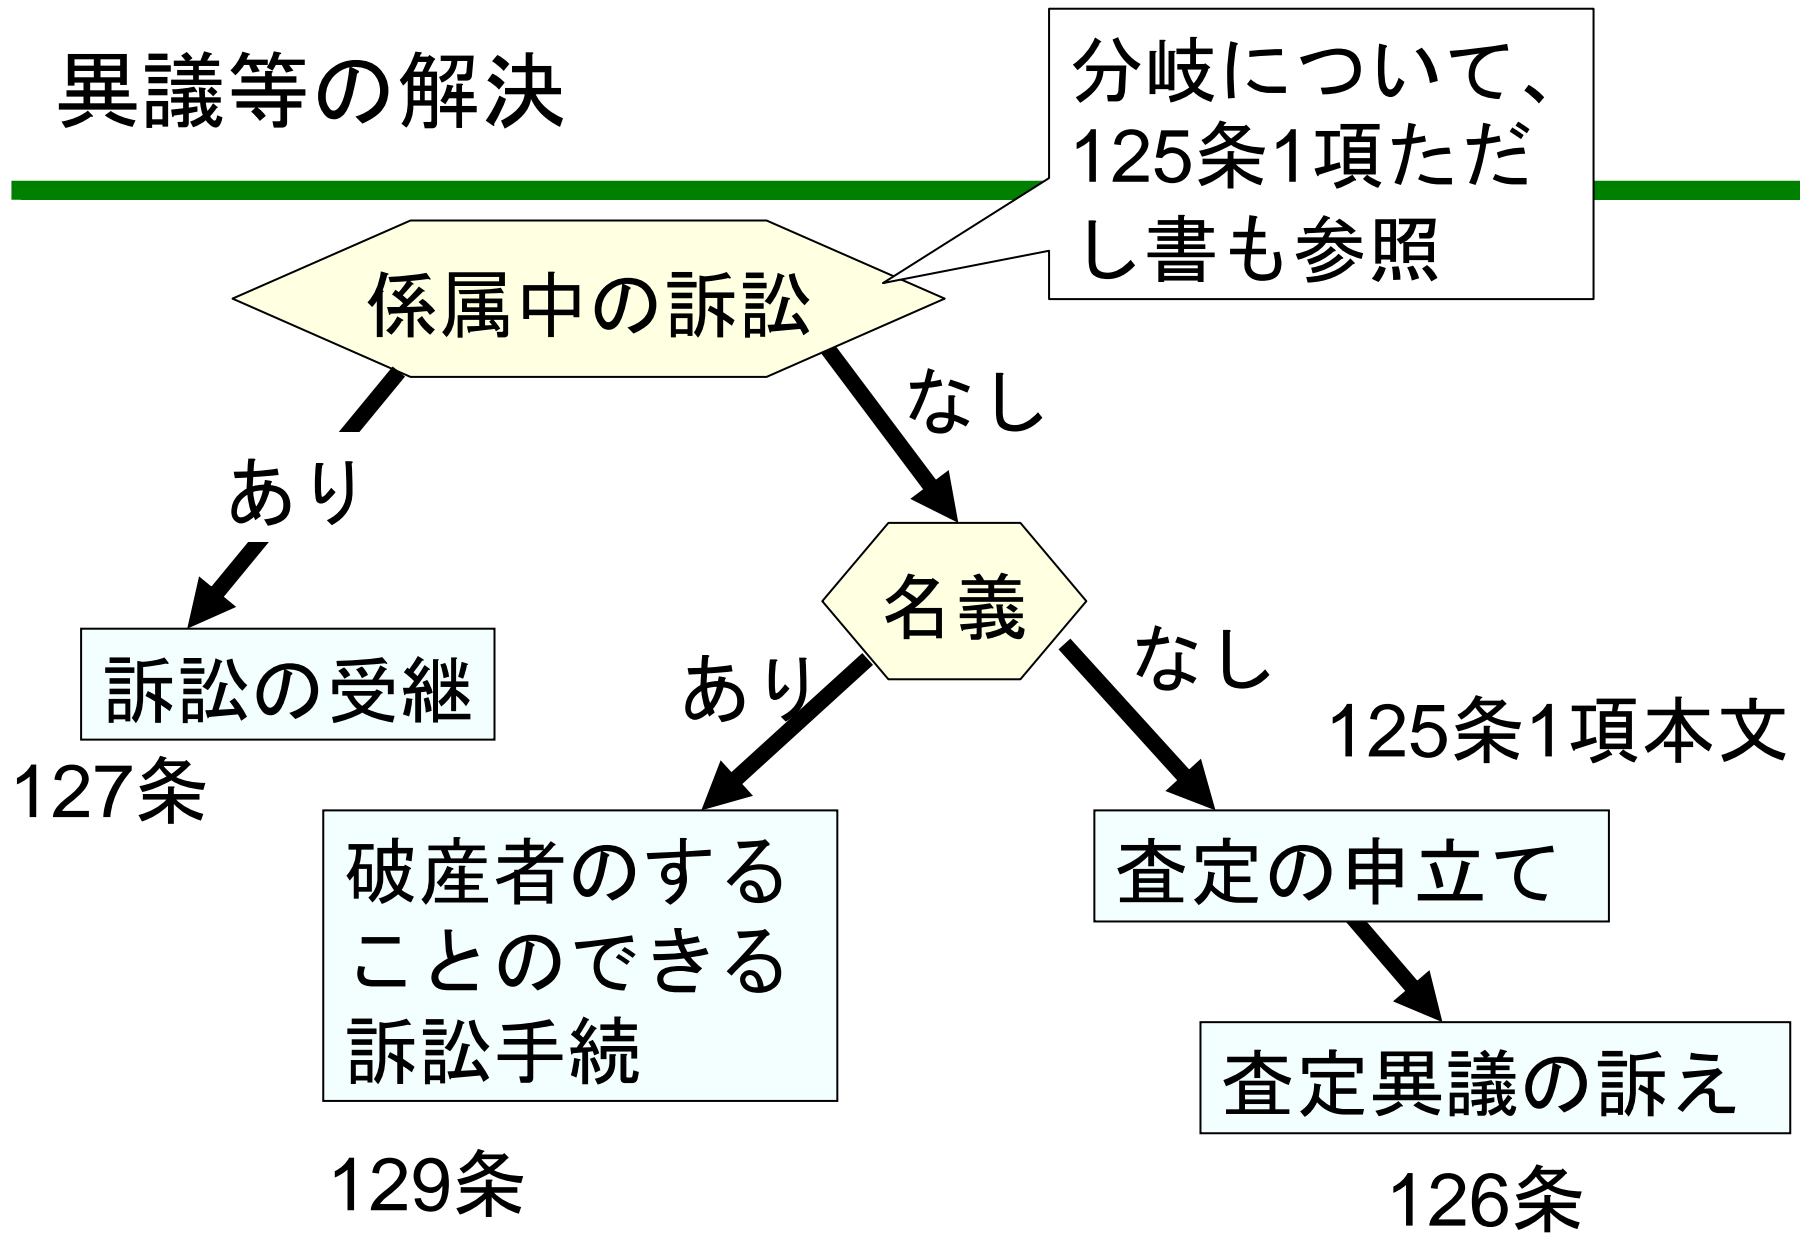 異議等の解決
分岐について、
125条1項ただ
し書も参照
係属中の訴訟
なし
あり
名義
訴訟の受継
127条
あり
なし
125条1項本文
破産者のする
ことのできる
訴訟手続
129条
査定の申立て
査定異議の訴え
126条